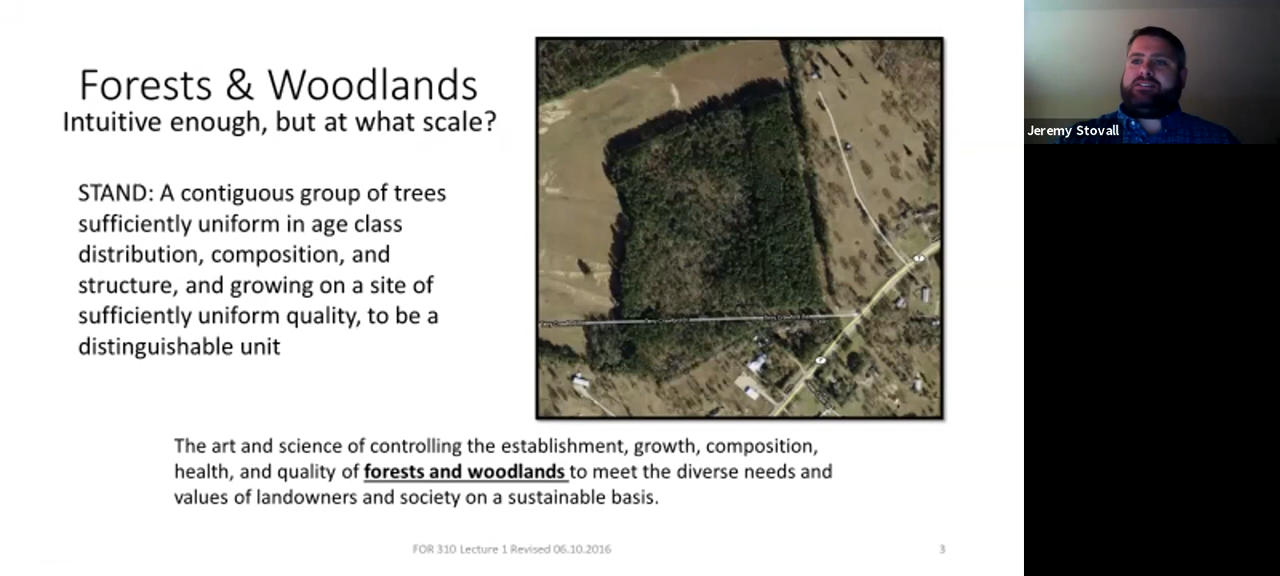 Forests & Woodlands
Intuitive enough, but at what scale?
STAND: A contiguous group of trees
sufficiently uniform in age class
distribution, composition, and
structure, and growing on a site of
sufficiently uniform quality, to be a
distinguishable unit
The art and science of controlling the establishment, growth, composition,
health, and quality of forests and woodlands to meet the diverse needs and
values of landowners and society on a sustainable basis.
FOR 310 Lecture 1 Revised 06.10.2016
3
Jeremy Stovall